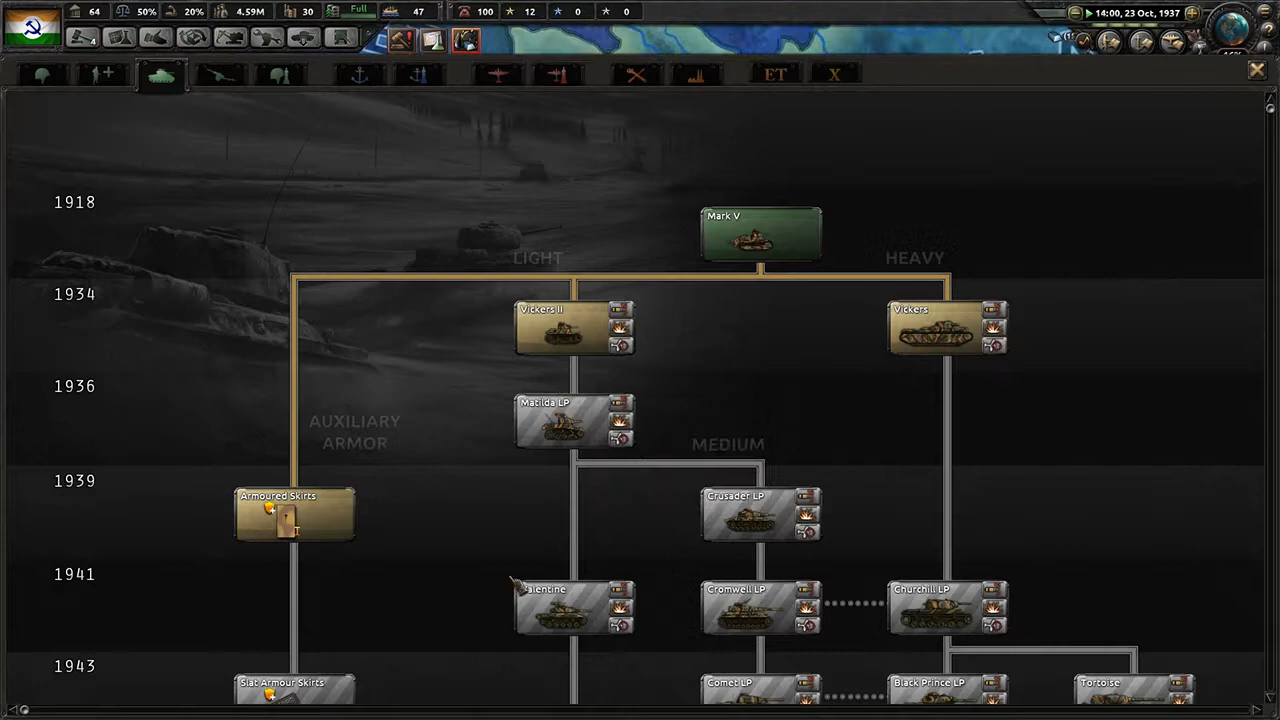 64 50% 20% 4.59M 30 Full 47 100 12 0 0 14:00, 23 Oct, 1937
4
ET X
1918
Mark V
LIGHT HEAVY
1934
Vickers II Vickers
1936
Matilda LP
AUXILIARY
ARMOR
MEDIUM
1939
Armoured Skirts Crusader LP
1941
Valentine Cromwell LP Churchill LP
1943
Slat Armour Skirts Comet LP Black Prince LP Tortoise